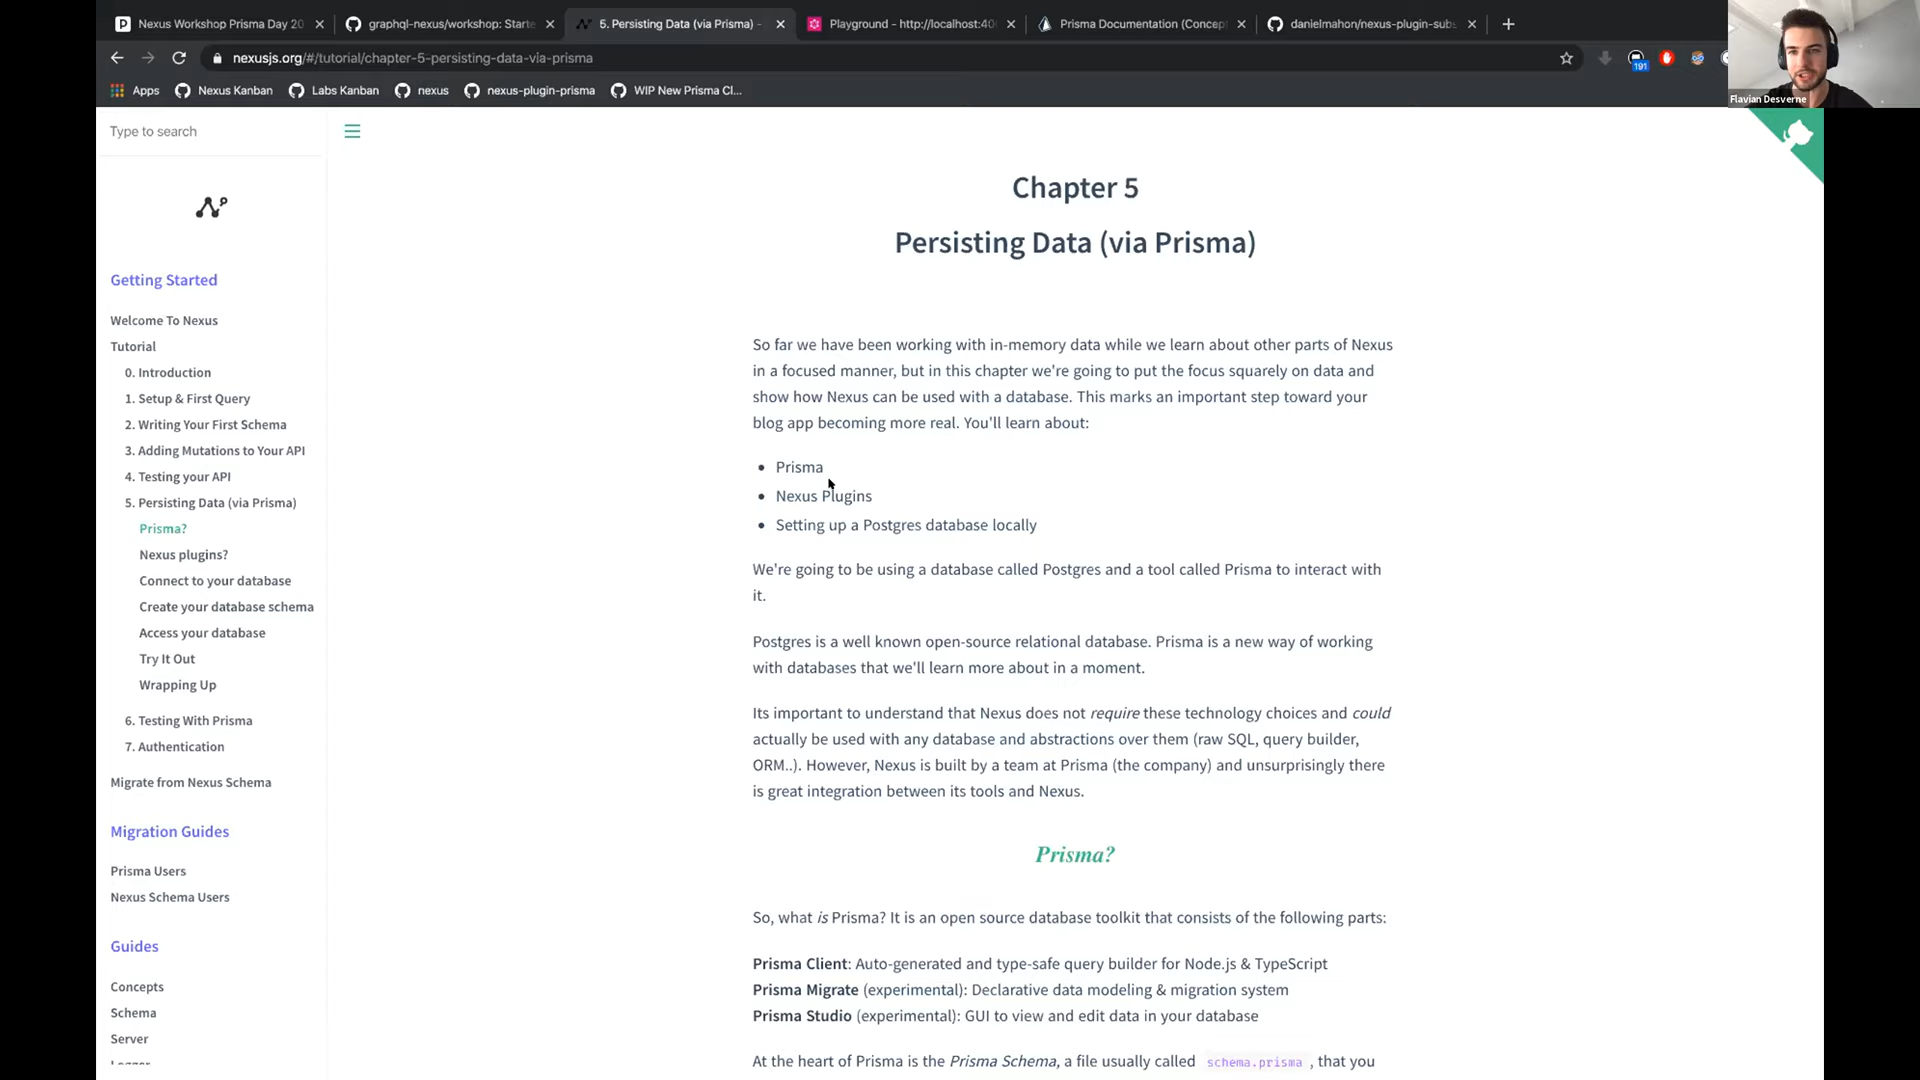 Nexus Workshop Prisma Day 20
graphql-nexus/workshop: Starte
5. Persisting Data (via Prisma) -
Playground - http://localhost:40
Prisma Documentation (Concep
danielmahon/nexus-plugin-subs
nexusjs.org/#/tutorial/chapter-5-persisting-data-via-prisma
191
Apps
Nexus Kanban
Labs Kanban
nexus
nexus-plugin-prisma
WIP New Prisma Cl...
Flavian Desverne
Type to search
Getting Started
Welcome To Nexus
Tutorial
0. Introduction
1. Setup & First Query
2. Writing Your First Schema
3. Adding Mutations to Your API
4. Testing your API
5. Persisting Data (via Prisma)
Prisma?
Nexus plugins?
Connect to your database
Create your database schema
Access your database
Try It Out
Wrapping Up
6. Testing With Prisma
7. Authentication
Migrate from Nexus Schema
Migration Guides
Prisma Users
Nexus Schema Users
Guides
Concepts
Schema
Server
Logger
Chapter 5
Persisting Data (via Prisma)
So far we have been working with in-memory data while we learn about other parts of Nexus
in a focused manner, but in this chapter we're going to put the focus squarely on data and
show how Nexus can be used with a database. This marks an important step toward your
blog app becoming more real. You'll learn about:
• Prisma
• Nexus Plugins
• Setting up a Postgres database locally
We're going to be using a database called Postgres and a tool called Prisma to interact with
it.
Postgres is a well known open-source relational database. Prisma is a new way of working
with databases that we'll learn more about in a moment.
Its important to understand that Nexus does not require these technology choices and could
actually be used with any database and abstractions over them (raw SQL, query builder,
ORM..). However, Nexus is built by a team at Prisma (the company) and unsurprisingly there
is great integration between its tools and Nexus.
Prisma?
So, what is Prisma? It is an open source database toolkit that consists of the following parts:
Prisma Client: Auto-generated and type-safe query builder for Node.js & TypeScript
Prisma Migrate (experimental): Declarative data modeling & migration system
Prisma Studio (experimental): GUI to view and edit data in your database
At the heart of Prisma is the Prisma Schema, a file usually called schema.prisma , that you